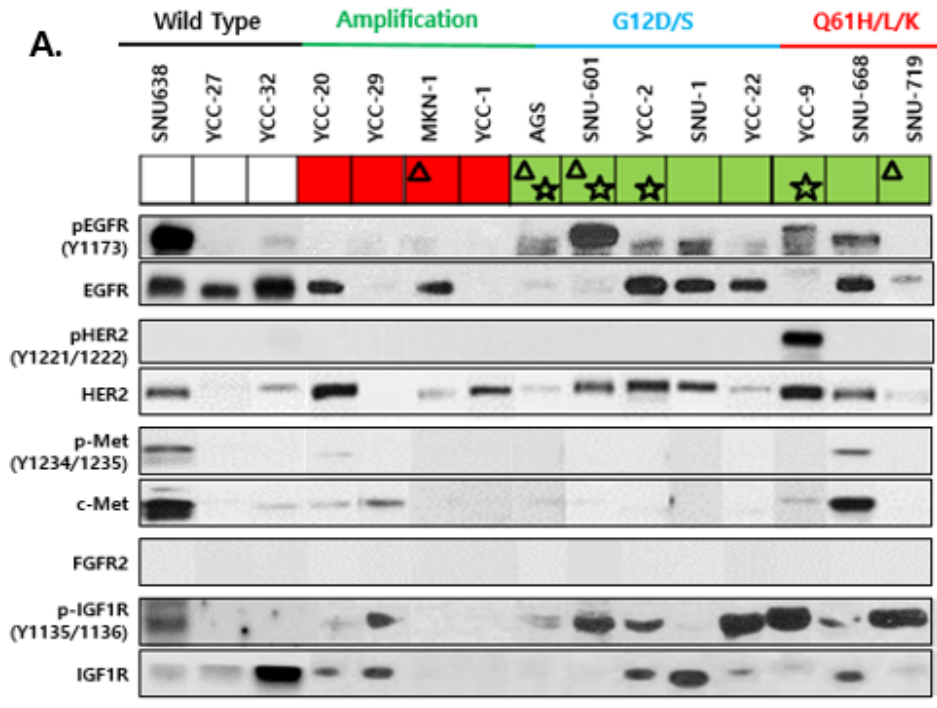 A.
Wild Type Amplification G12D/S Q61H/L/K
SNU638 YCC-27 YCC-32 YCC-20 YCC-29 MKN-1 YCC-1 AGS SNU-601 YCC-2 SNU-1 YCC-22 YCC-9 SNU-668 SNU-719
pEGFR
(Y1173)
EGFR
pHER2
(Y1221/1222)
HER2
p-Met
(Y1234/1235)
c-Met
FGFR2
p-IGF1R
(Y1135/1136)
IGF1R